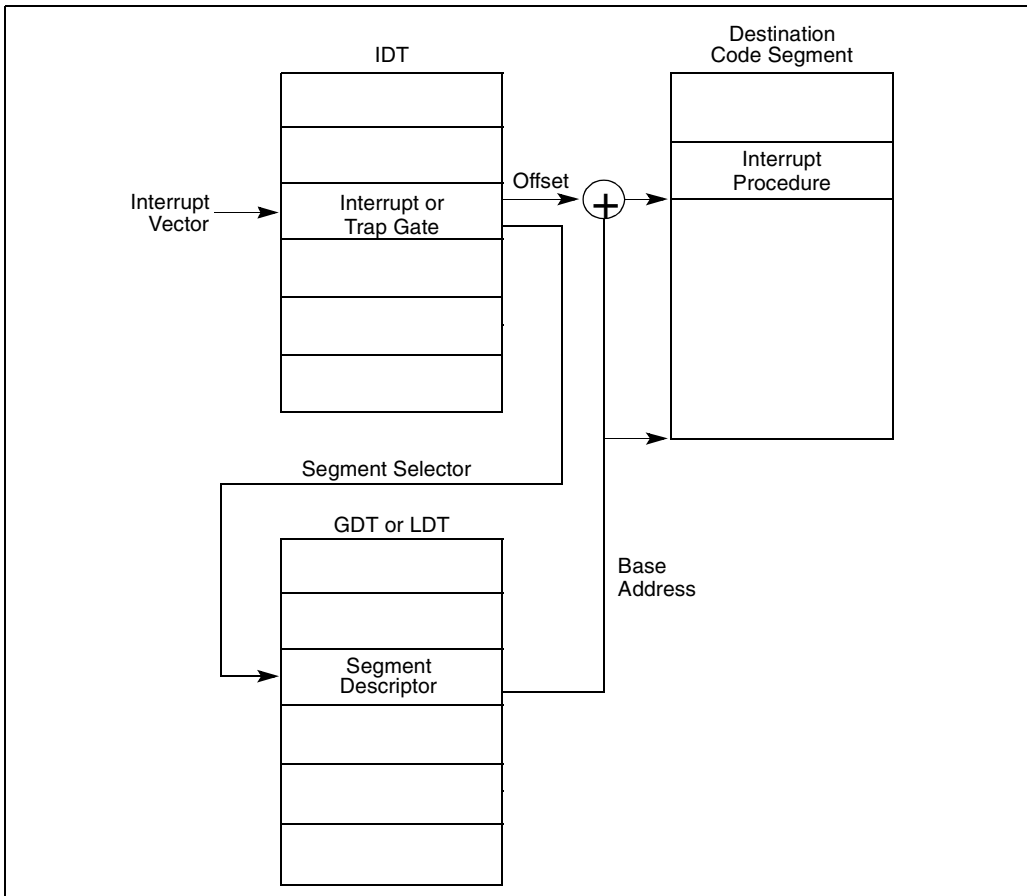 IDT
Destination
Code Segment
Interrupt
Vector
Interrupt or
Trap Gate
Offset
+
Interrupt
Procedure
Segment Selector
GDT or LDT
Segment
Descriptor
Base
Address